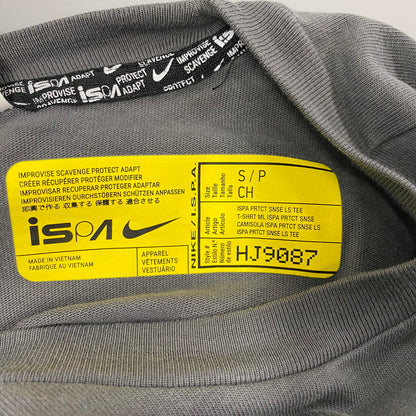 IMPROVISE SCAVENGE
ISPA ADAPT
PROTECT
IMPROVISE SCAVENGE
ISPA ADAPT
PROTECT
IMPROVISE SCAVENGE PROTECT ADAPT
CRÉER RÉCUPÉRER PROTÉGER MODIFIER
IMPROVISAR RECUPERAR PROTEGER ADAPTAR
IMPROVISIEREN DURCHSTÖBERN SCHÜTZEN ANPASSEN
即興で作る 収集する 保護する 適合させる
ISPA
MADE IN VIETNAM
FABRIQUE AU VIETNAM
APPAREL
VÊTEMENTS
VESTUÁRIO
NIKE I.S.P.A.
Size
Taille
Tamanho
Talla
S / P
CH
Article
Artigo
Artículo
ISPA PRTCT SNSE LS TEE
T-SHIRT ML ISPA PRTCT SNSE
CAMISOLA ISPA PRTCT SNSE LS
ISPA PRTCT SNSE LS TEE
Style #
Estilo N°
Número
de estilo
HJ9087